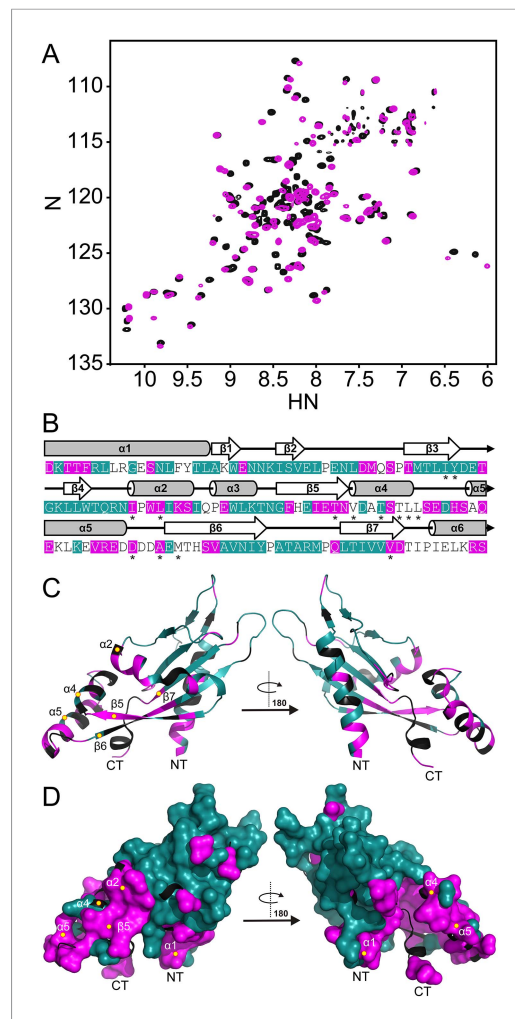 A
110
115
120
125
130
135
N
10 9.5 9 8.5 8 7.5 7 6.5 6
HN
B
α1 β1 β2 β3
DKTTFRLLRGESNLFYTLAKWENNKISVELPENLDMQSPTMTLIYDET
* *
β4 α2 α3 β5 α4 α5
GKLLWTQRNIPWLIKSIQPEWLKTNGFHEIETNVDATSTLLSEDHSAQ
* * * * * * * *
α5 β6 β7 α6
EKLKEVREDDDDAEMTHSVAVNIYPATARMPQLTIVVVDTIPIELKRS
* * * *
C
α2
α4
α5
β5
β7
β6
CT
NT
180
NT
CT
D
α2
α4
α5
β5
α1
CT
NT
180
α4
α1
α5
NT
CT